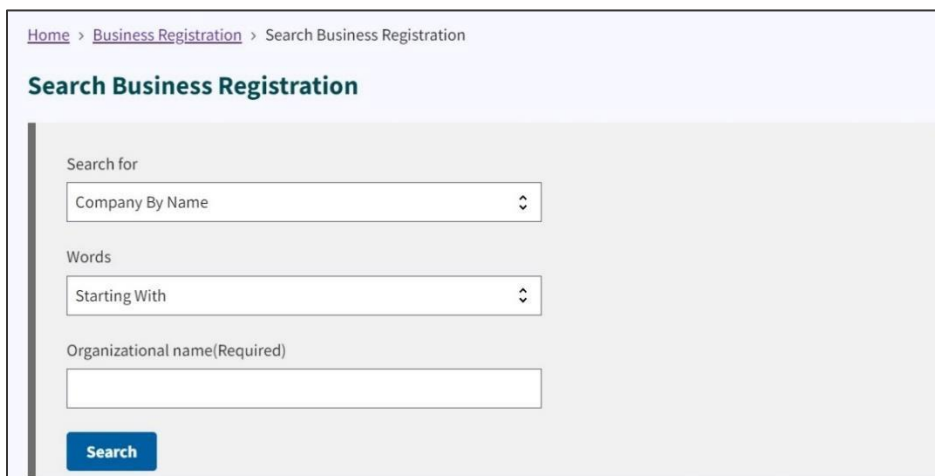 Home > Business Registration > Search Business Registration
Search Business Registration
Search for
Company By Name
Words
Starting With
Organizational name(Required)
Search